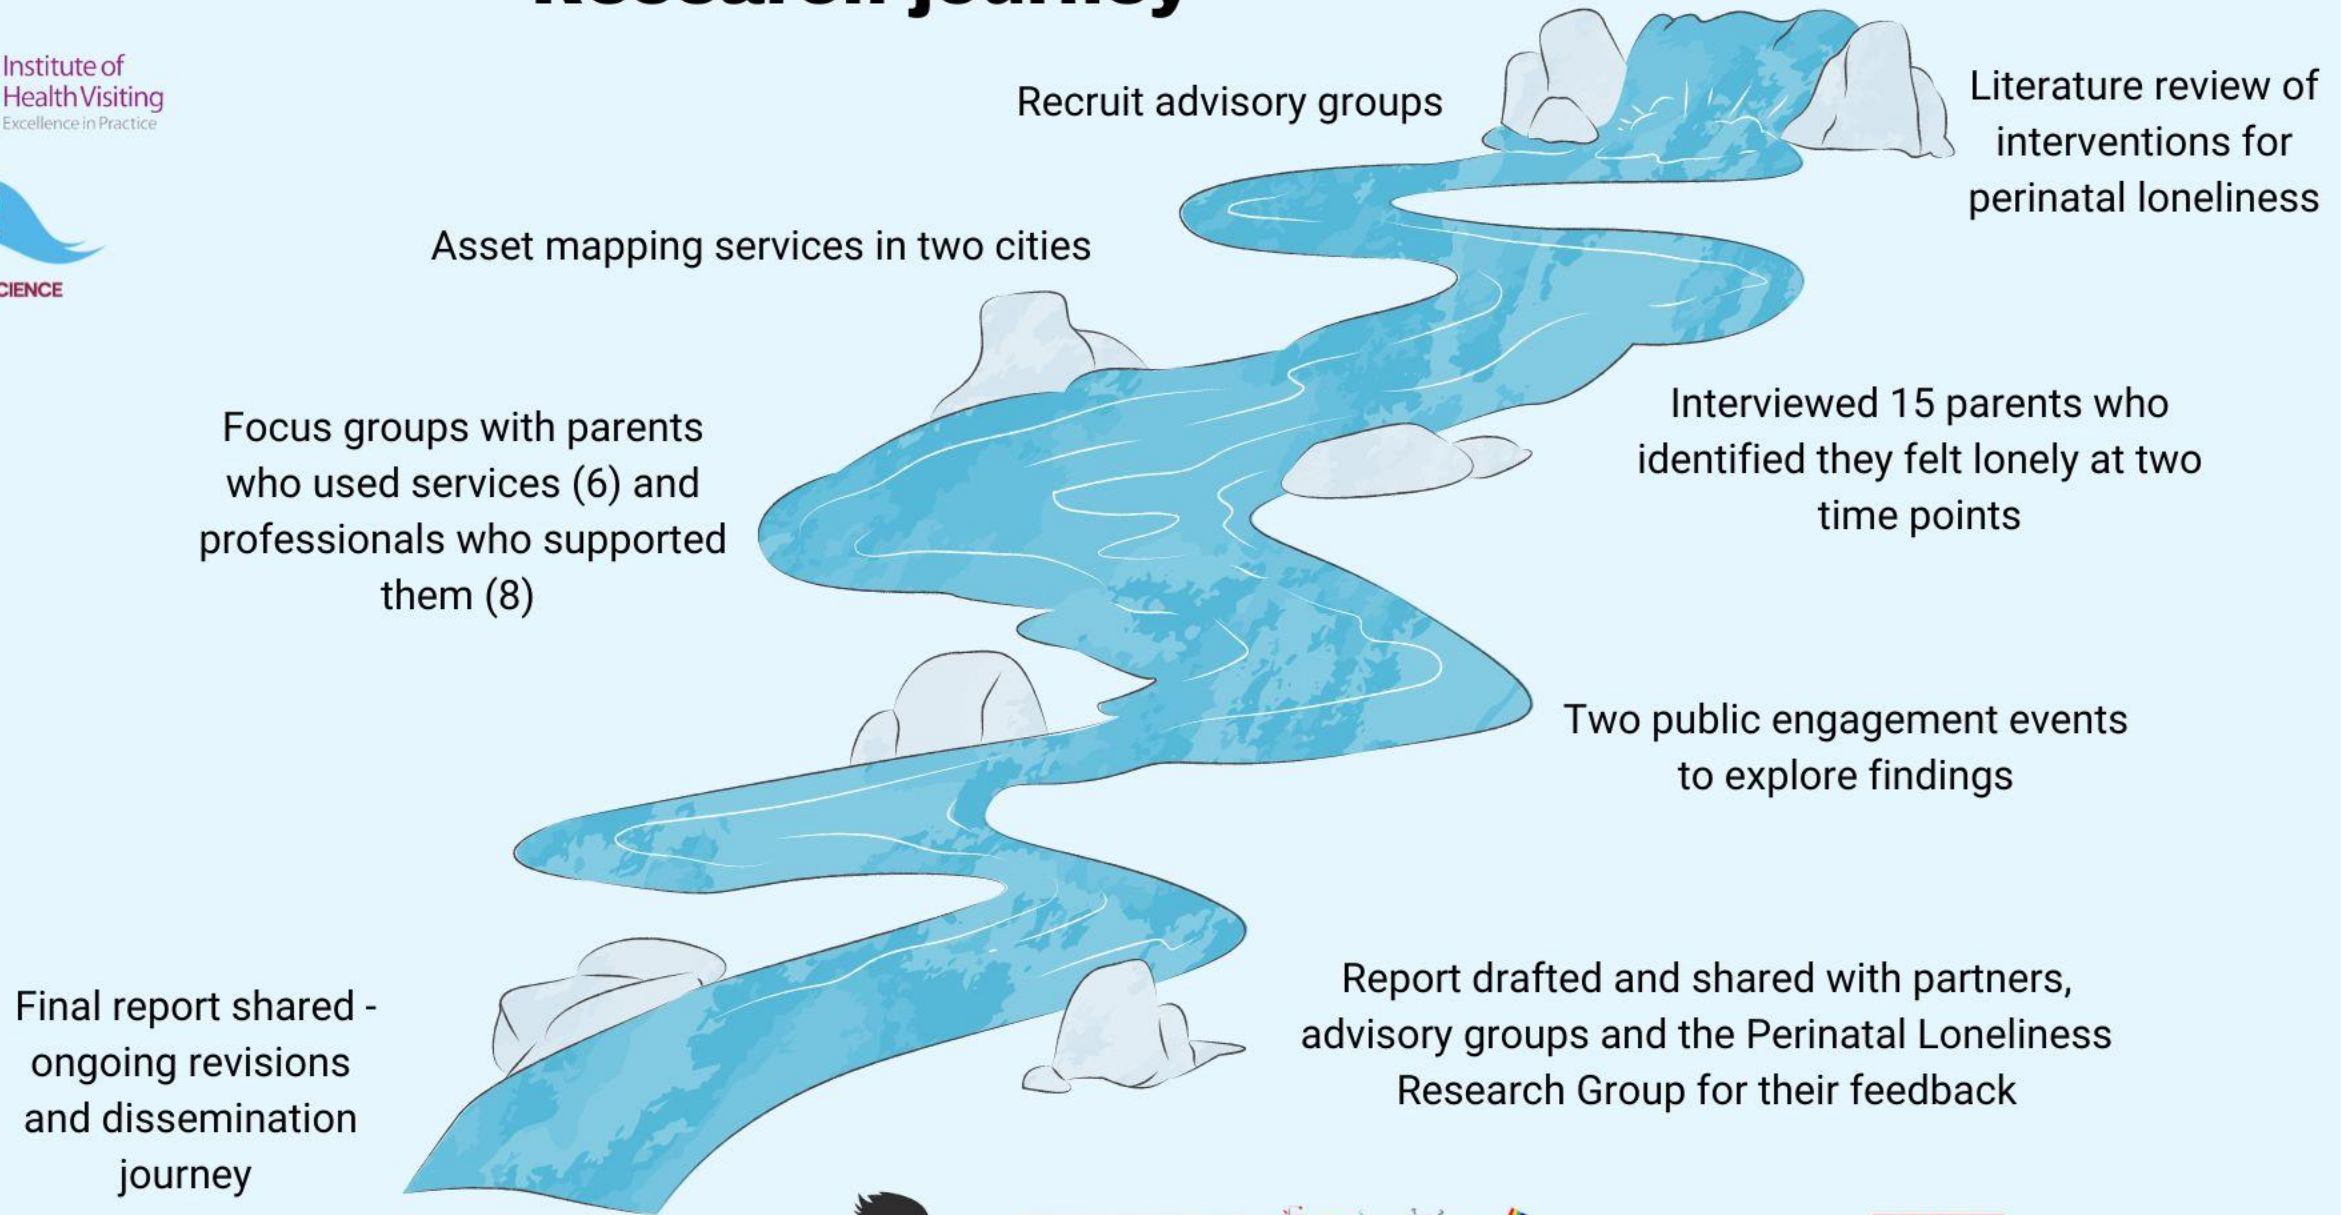 Research journey
Institute of
Health Visiting
Excellence in Practice
CIENCE
Recruit advisory groups
Literature review of
interventions for
perinatal loneliness
Asset mapping services in two cities
Interviewed 15 parents who
identified they felt lonely at two
time points
Focus groups with parents
who used services (6) and
professionals who supported
them (8)
Two public engagement events
to explore findings
Report drafted and shared with partners,
advisory groups and the Perinatal Loneliness
Research Group for their feedback
Final report shared -
ongoing revisions
and dissemination
journey